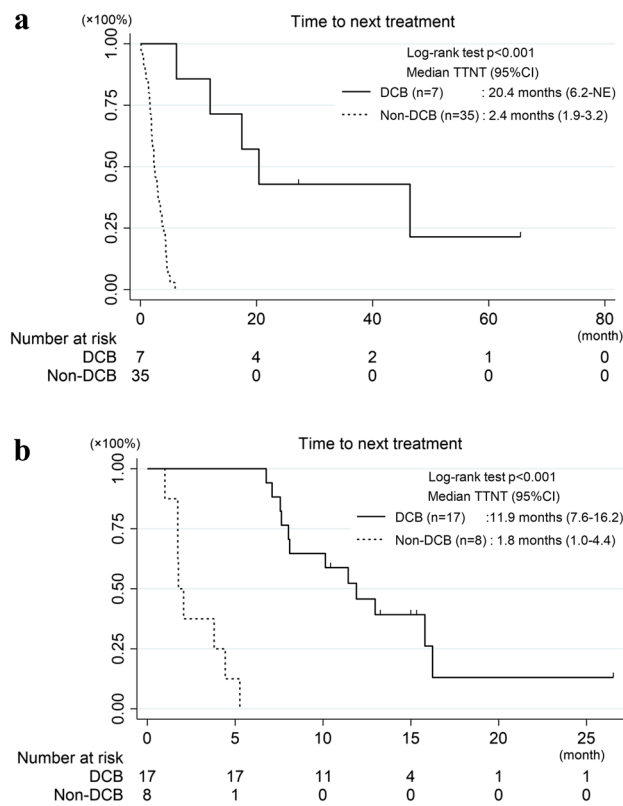 a
(×100%)
Time to next treatment
Log-rank test p<0.001
Median TTNT (95%CI)
DCB (n=7) : 20.4 months (6.2-NE)
Non-DCB (n=35) : 2.4 months (1.9-3.2)
1.00
0.75
0.50
0.25
0.00
0 20 40 60 80
(month)
Number at risk
DCB 7 4 2 1 0
Non-DCB 35 0 0 0 0
b
(×100%)
Time to next treatment
Log-rank test p<0.001
Median TTNT (95%CI)
DCB (n=17) :11.9 months (7.6-16.2)
Non-DCB (n=8) : 1.8 months (1.0-4.4)
1.00
0.75
0.50
0.25
0.00
0 5 10 15 20 25
(month)
Number at risk
DCB 17 17 11 4 1 1
Non-DCB 8 1 0 0 0 0